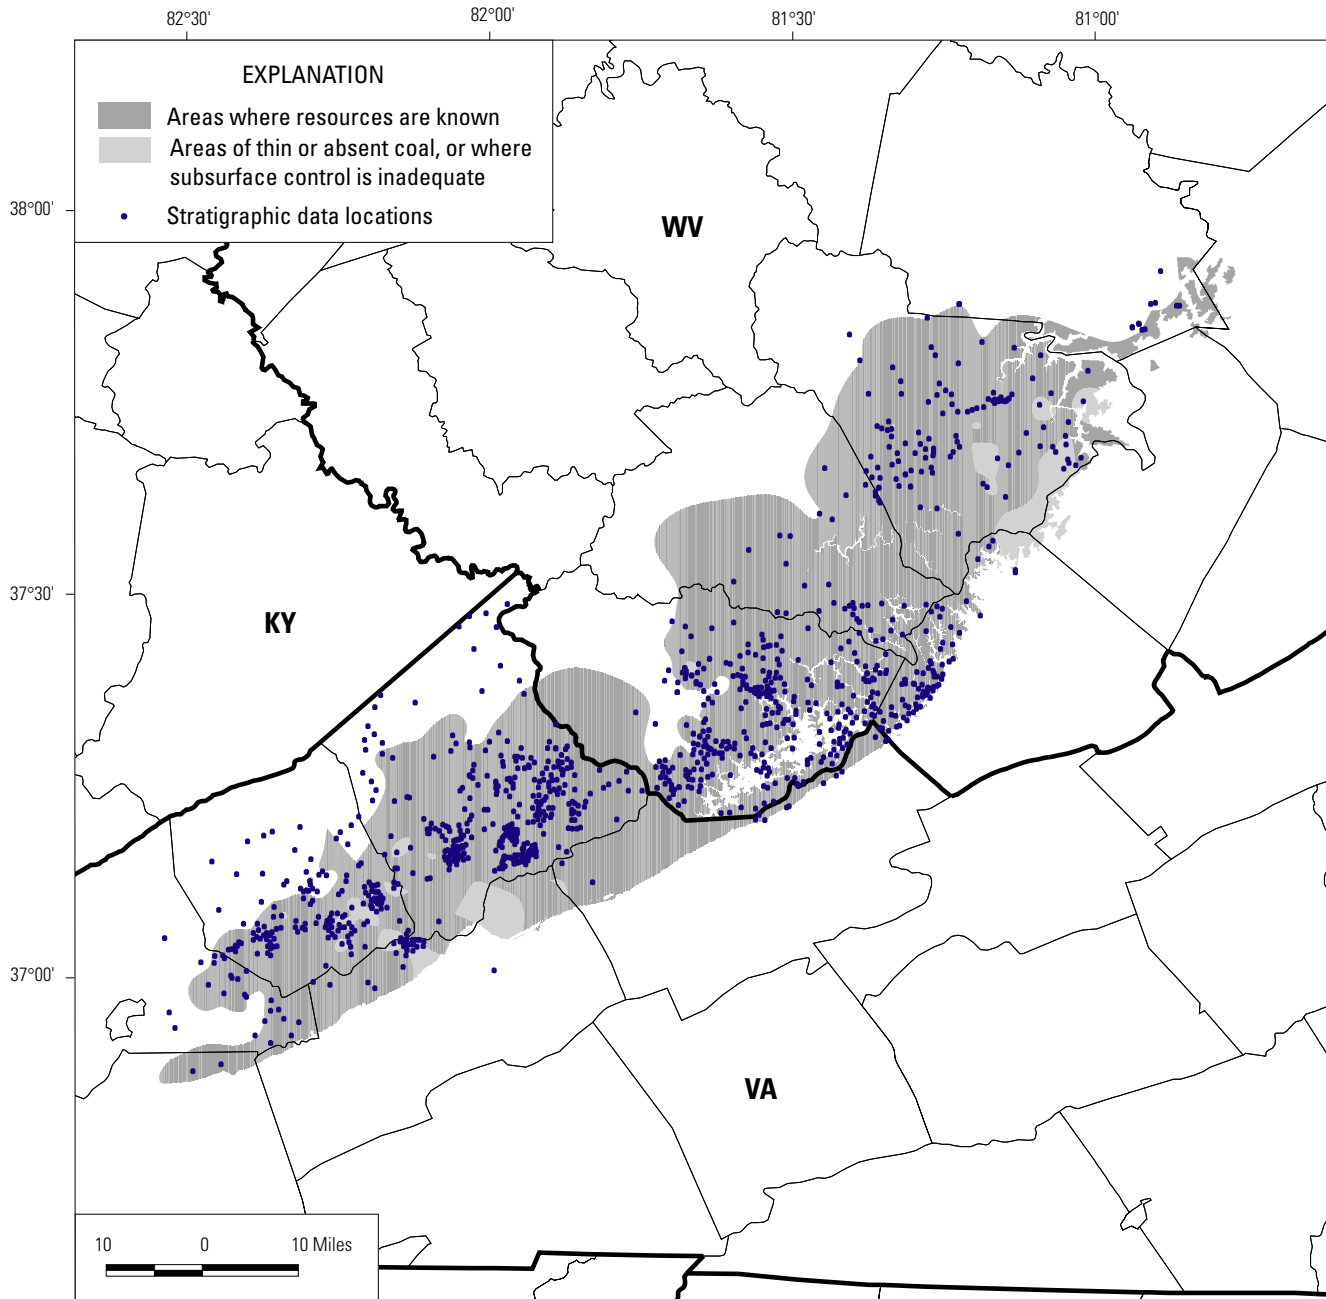 82°30'
82°00'
81°30'
81°00'
EXPLANATION
Areas where resources are known
Areas of thin or absent coal, or where
subsurface control is inadequate
Stratigraphic data locations
38°00'
WV
37°30'
KY
37°00'
VA
10 0 10 Miles